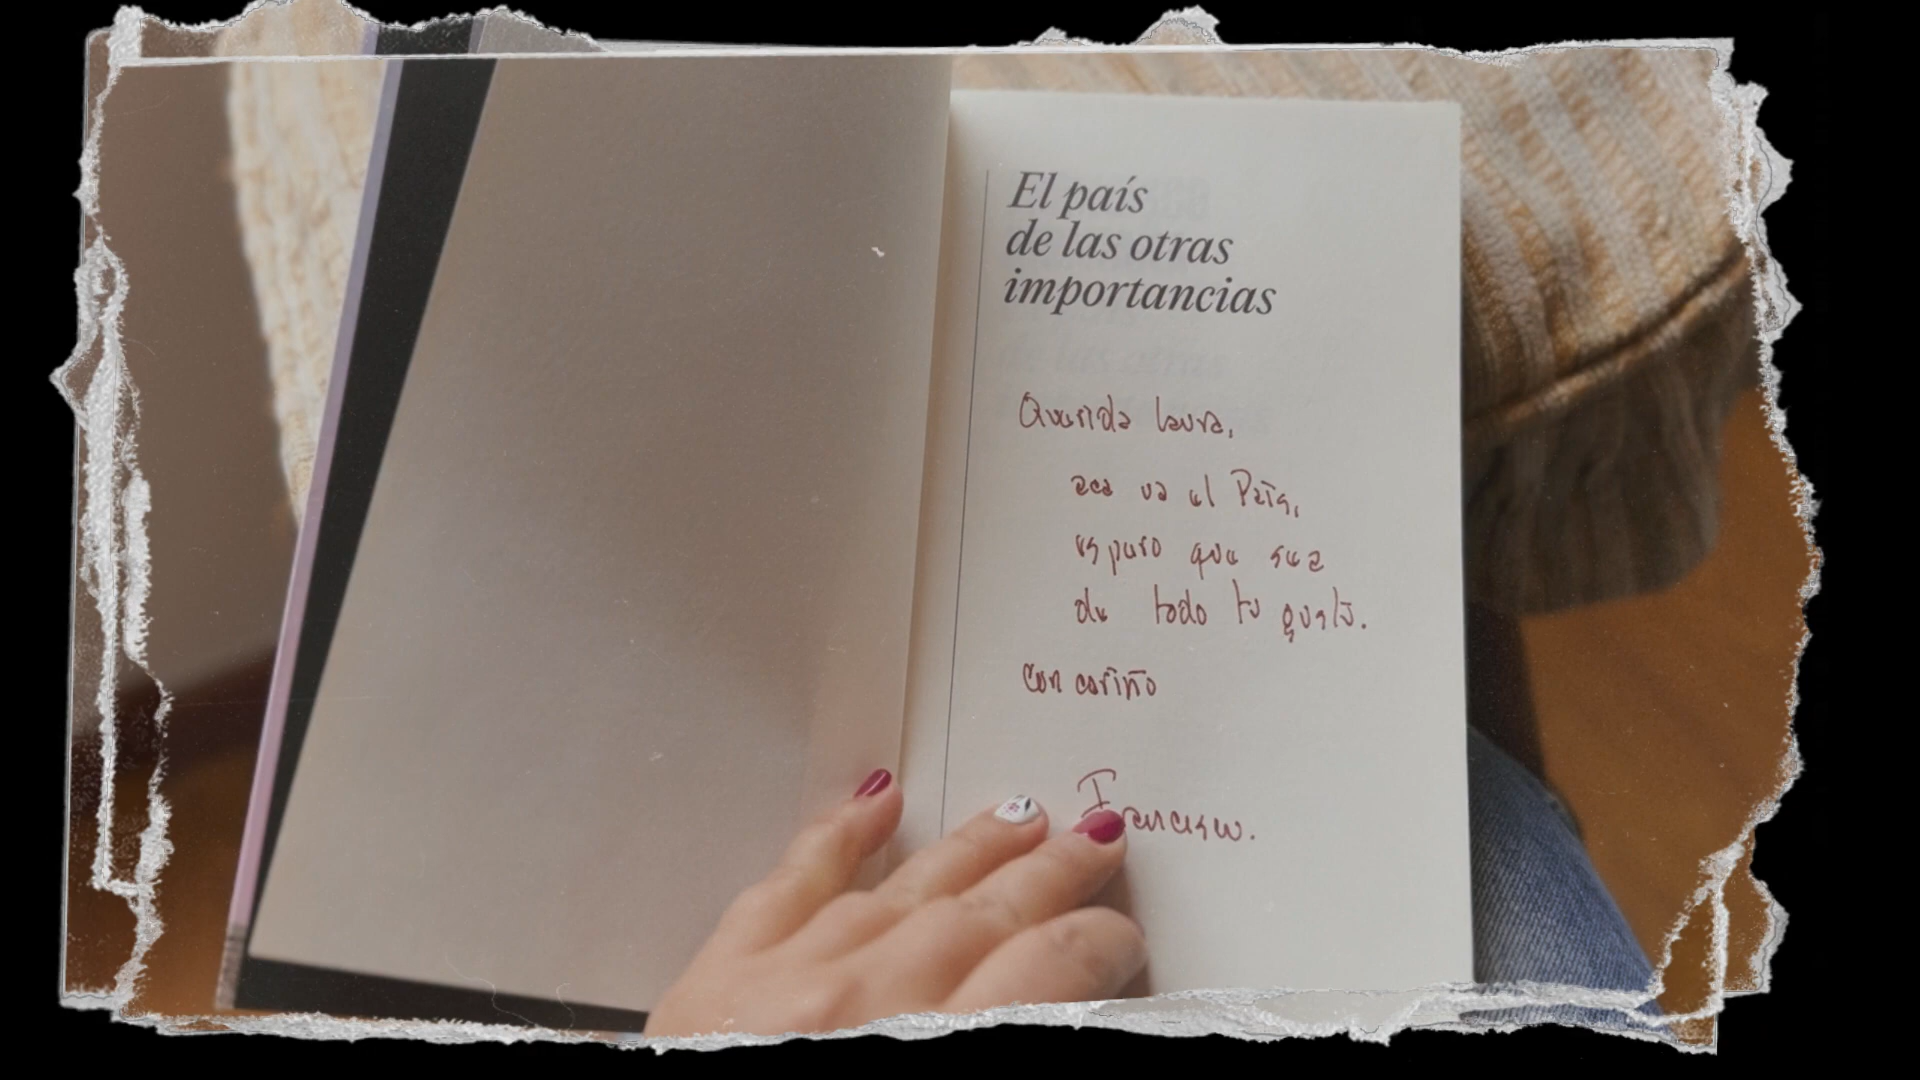 El país
de las otras
importancias
Querida Laura,
aca va el País,
espero que sea
de todo tu gusto.
Con cariño
Francisco.